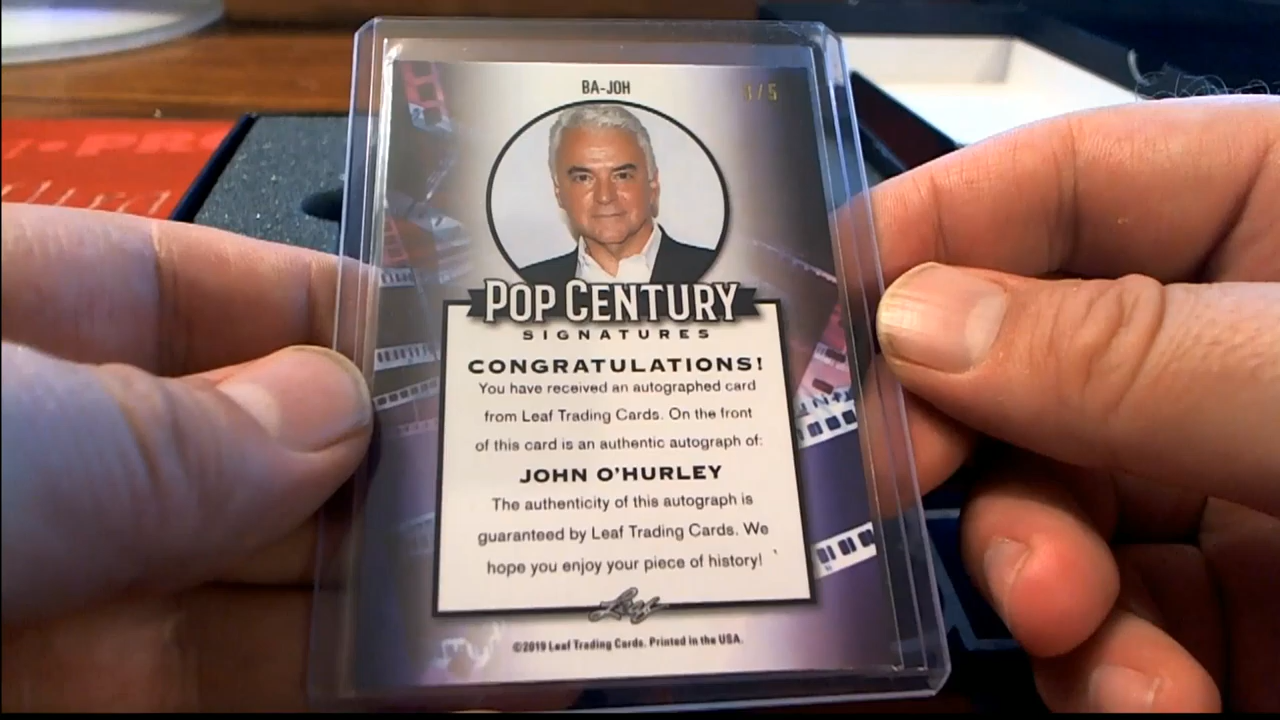 BA-JOH
POP CENTURY
SIGNATURES
CONGRATULATIONS!
You have received an autographed card
from Leaf Trading Cards. On the front
of this card is an authentic autograph of:
JOHN O'HURLEY
The authenticity of this autograph is
guaranteed by Leaf Trading Cards. We
hope you enjoy your piece of history!
Leaf
©2019 Leaf Trading Cards. Printed in the USA.